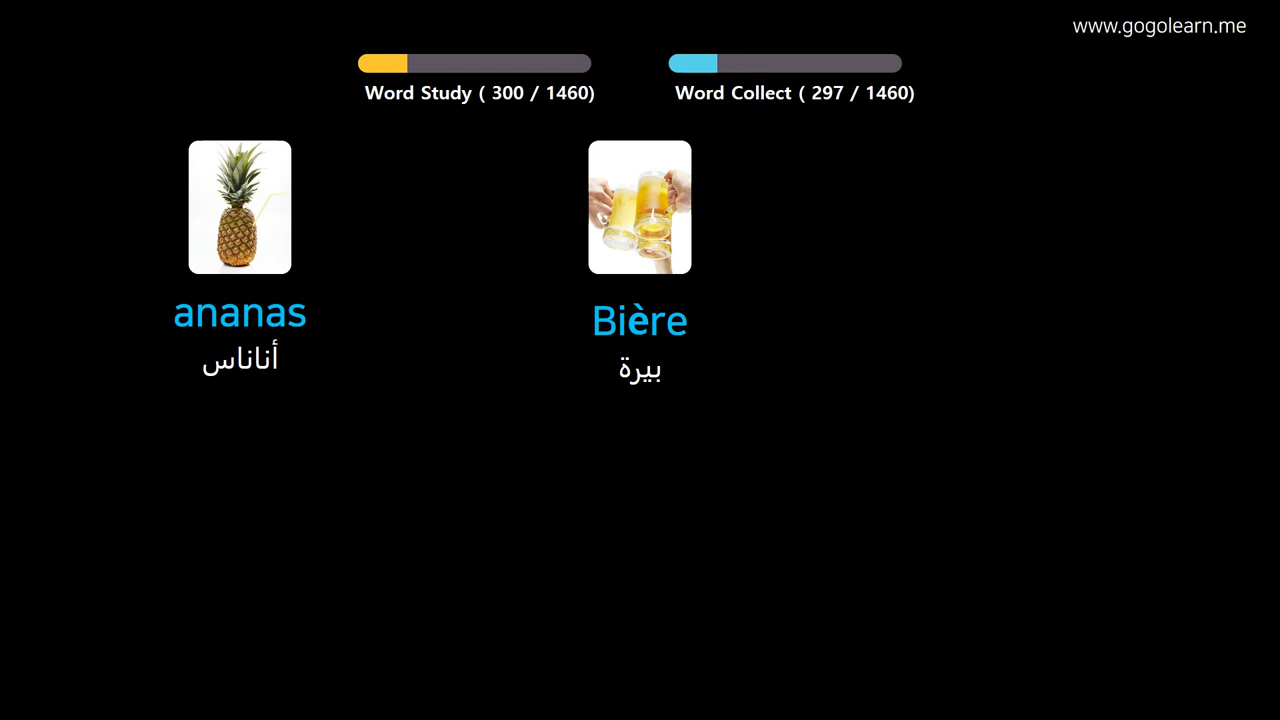 www.gogolearn.me
Word Study ( 300 / 1460)
Word Collect ( 297 / 1460)
ananas
أناناس
Bière
بيرة